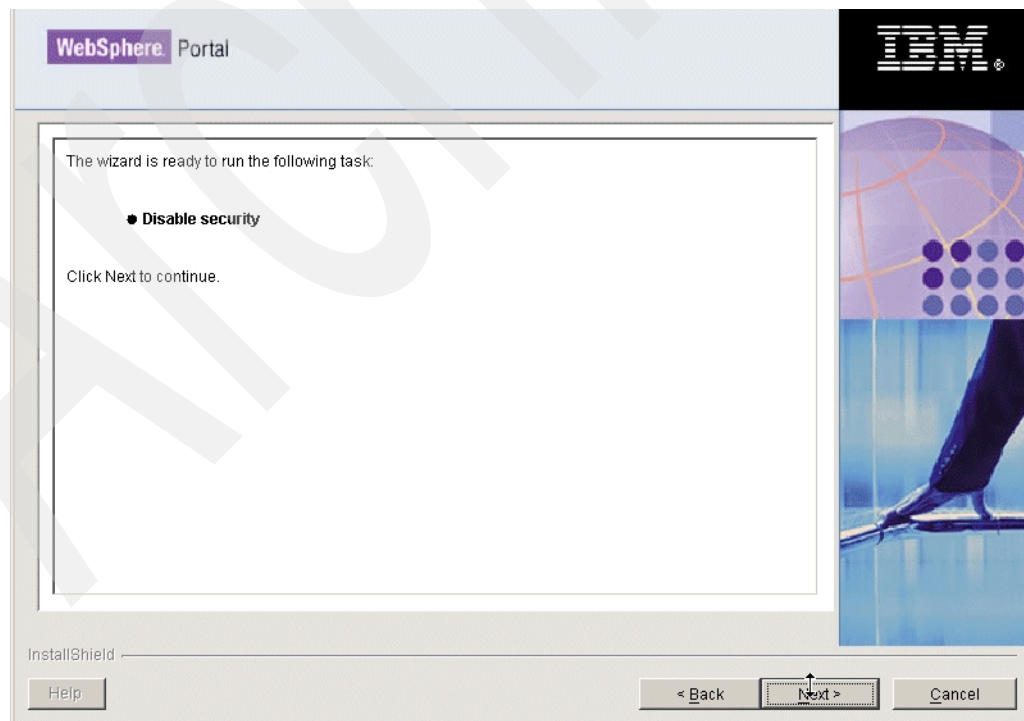 WebSphere. Portal
IBM®
The wizard is ready to run the following task:
● Disable security
Click Next to continue.
InstallShield
Help
< Back
Next >
Cancel